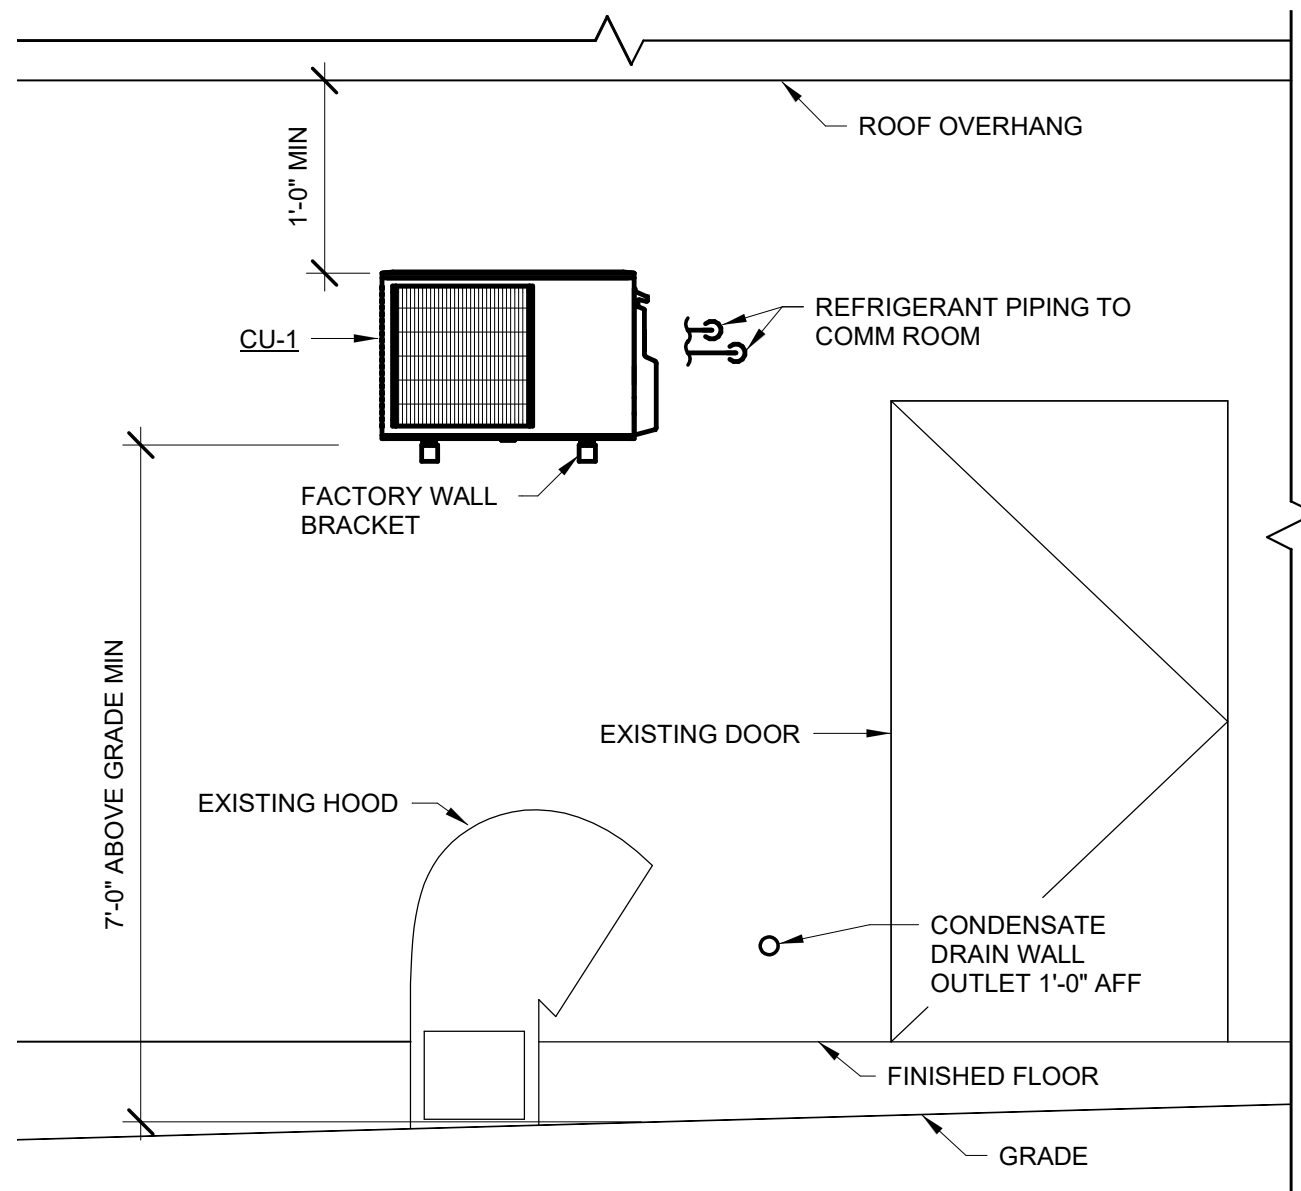 ROOF OVERHANG
1'-0" MIN
REFRIGERANT PIPING TO
COMM ROOM
CU-1
FACTORY WALL
BRACKET
7'-0" ABOVE GRADE MIN
EXISTING DOOR
EXISTING HOOD
CONDENSATE
DRAIN WALL
OUTLET 1'-0" AFF
FINISHED FLOOR
GRADE